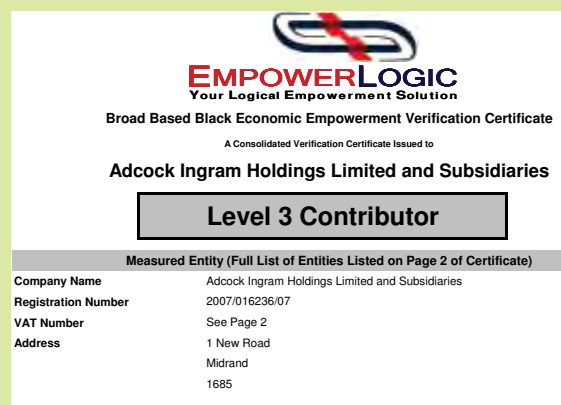 EMPOWERLOGIC
Your Logical Empowerment Solution
Broad Based Black Economic Empowerment Verification Certificate
A Consolidated Verification Certificate Issued to
Adcock Ingram Holdings Limited and Subsidiaries
Level 3 Contributor
Measured Entity (Full List of Entities Listed on Page 2 of Certificate)
Company Name Adcock Ingram Holdings Limited and Subsidiaries
Registration Number 2007/016236/07
VAT Number See Page 2
Address 1 New Road
Midrand
1685